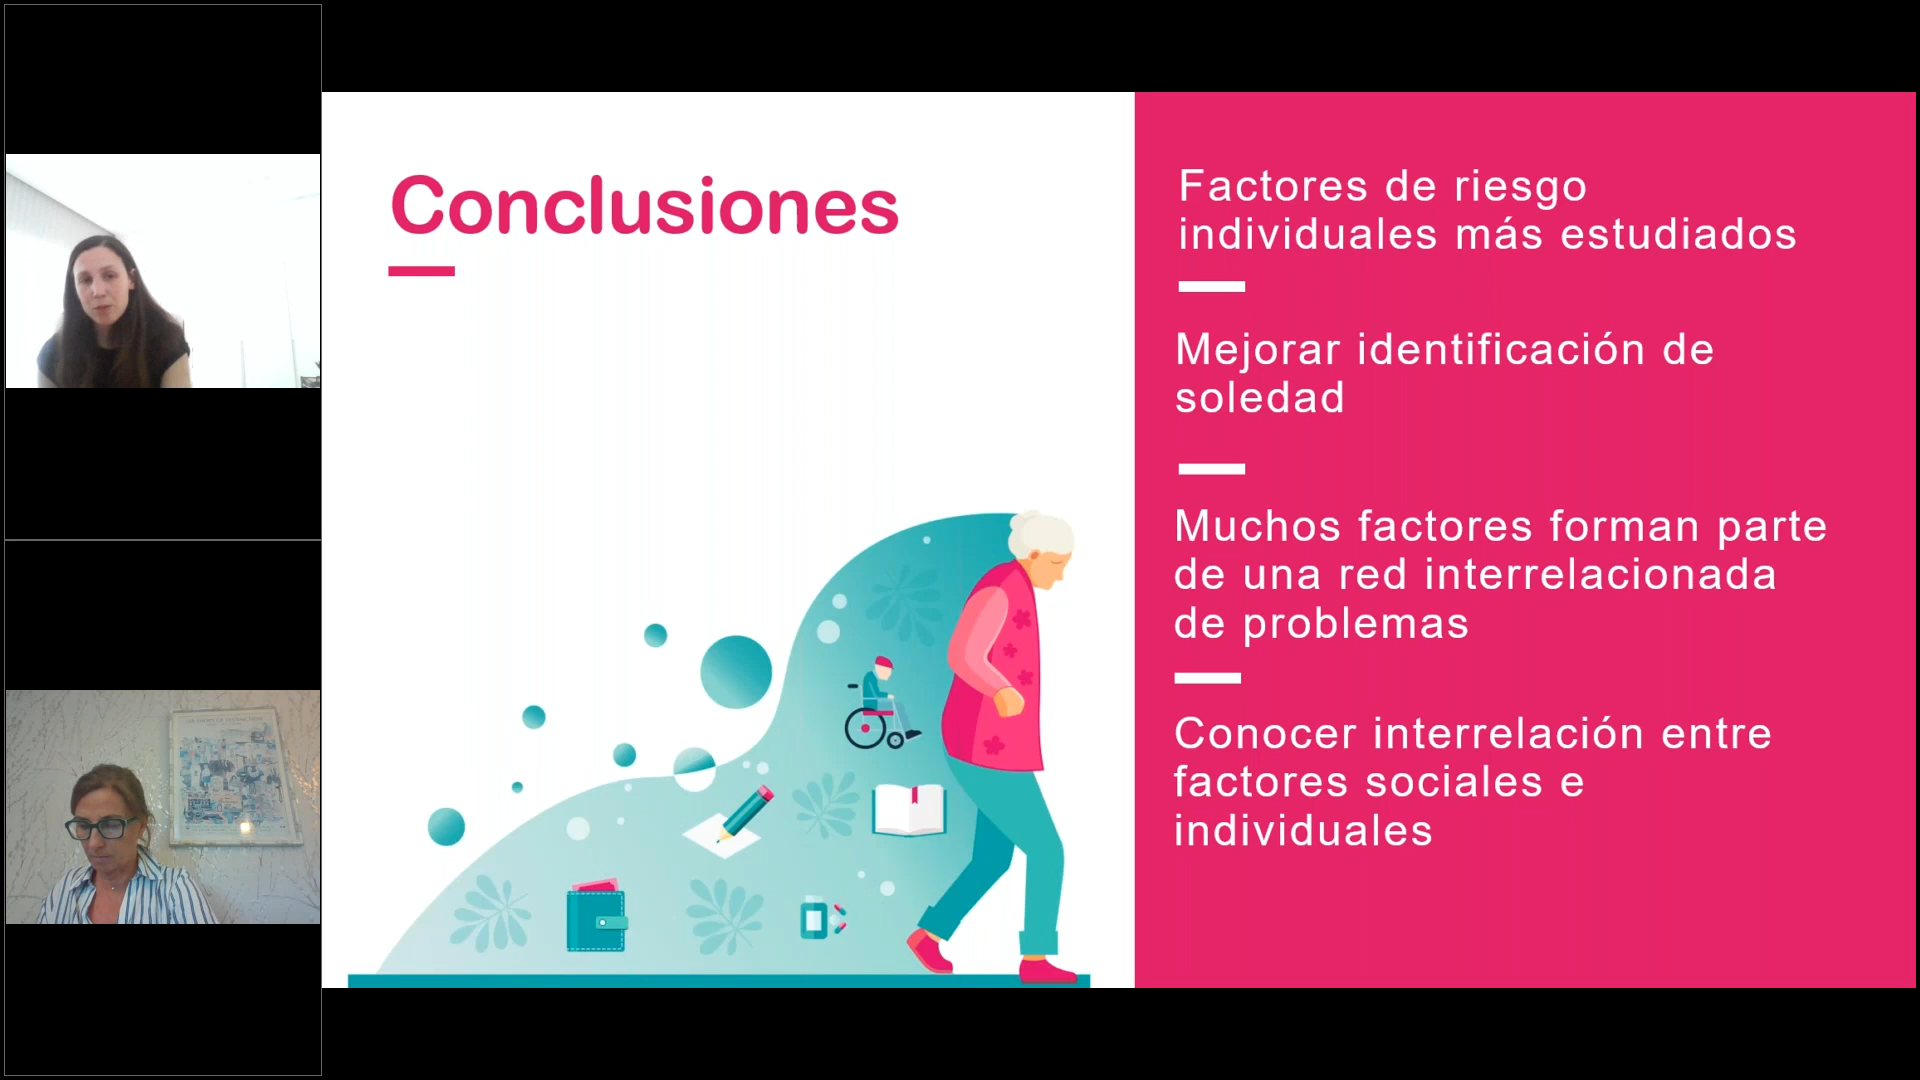 Conclusiones
Factores de riesgo
individuales más estudiados
Mejorar identificación de
soledad
Muchos factores forman parte
de una red interrelacionada
de problemas
Conocer interrelación entre
factores sociales e
individuales